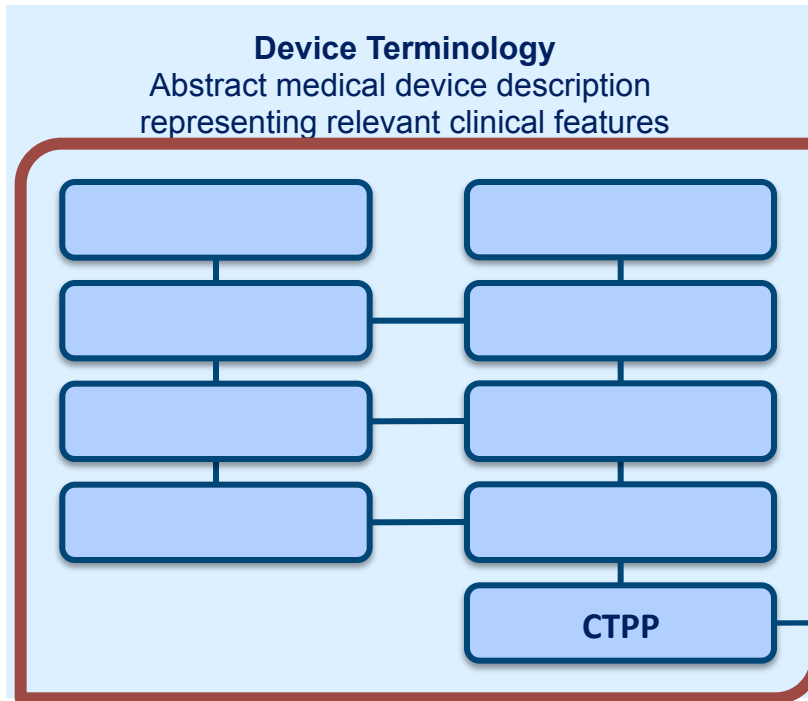 Device Terminology
Abstract medical device description
representing relevant clinical features
CTPP